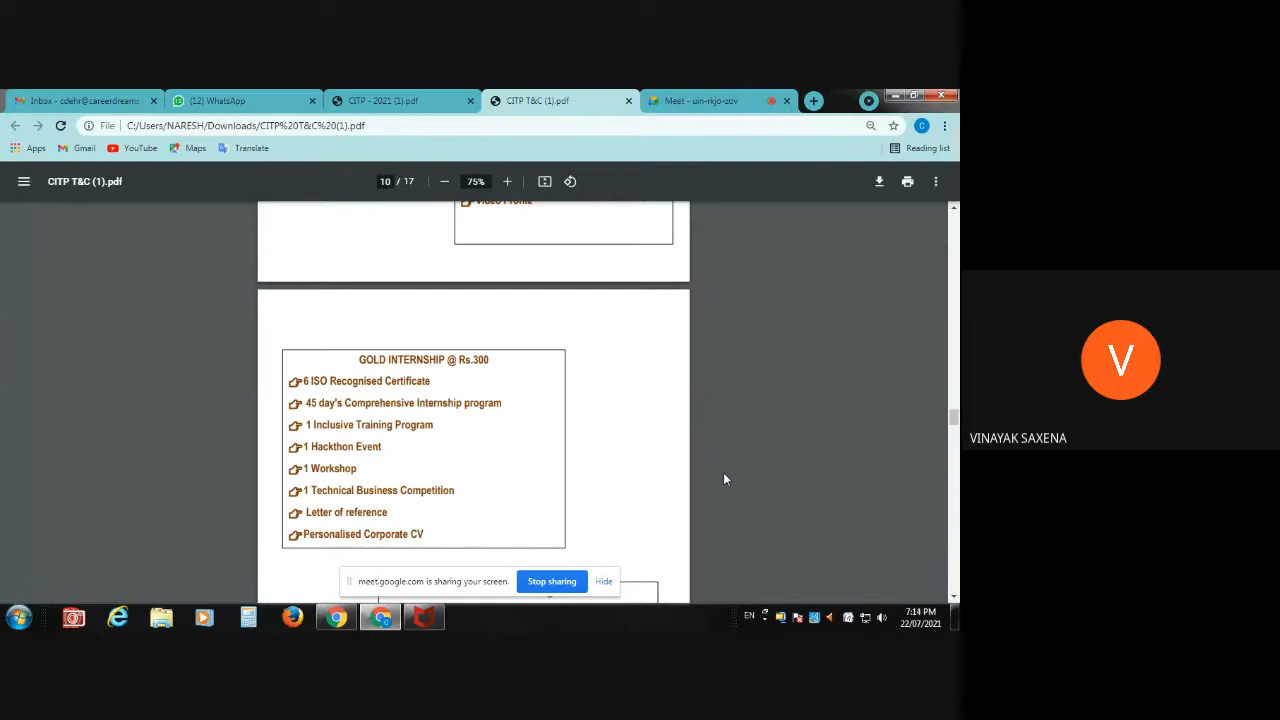 Inbox - cdehr@careerdreams
(12) WhatsApp
CITP - 2021 (1).pdf
CITP T&C (1).pdf
Meet - uin-rkjo-zov
File
C:/Users/NARESH/Downloads/CITP%20T&C%20(1).pdf
C
Apps
Gmail
YouTube
Maps
Translate
Reading list
CITP T&C (1).pdf
10 / 17
75%
Video Profile
GOLD INTERNSHIP @ Rs.300
6 ISO Recognised Certificate
45 day's Comprehensive Internship program
1 Inclusive Training Program
1 Hackthon Event
1 Workshop
1 Technical Business Competition
Letter of reference
Personalised Corporate CV
meet.google.com is sharing your screen.
Stop sharing
Hide
EN
7:14 PM
22/07/2021
V
VINAYAK SAXENA